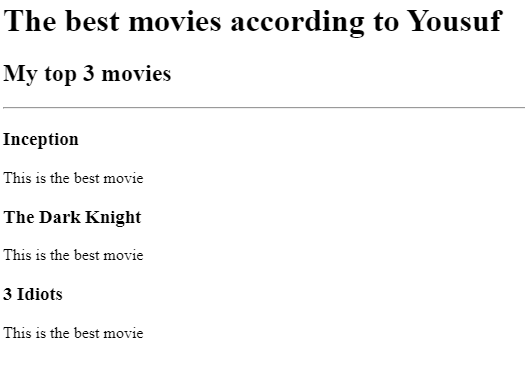 The best movies according to Yousuf
My top 3 movies
Inception
This is the best movie
The Dark Knight
This is the best movie
3 Idiots
This is the best movie